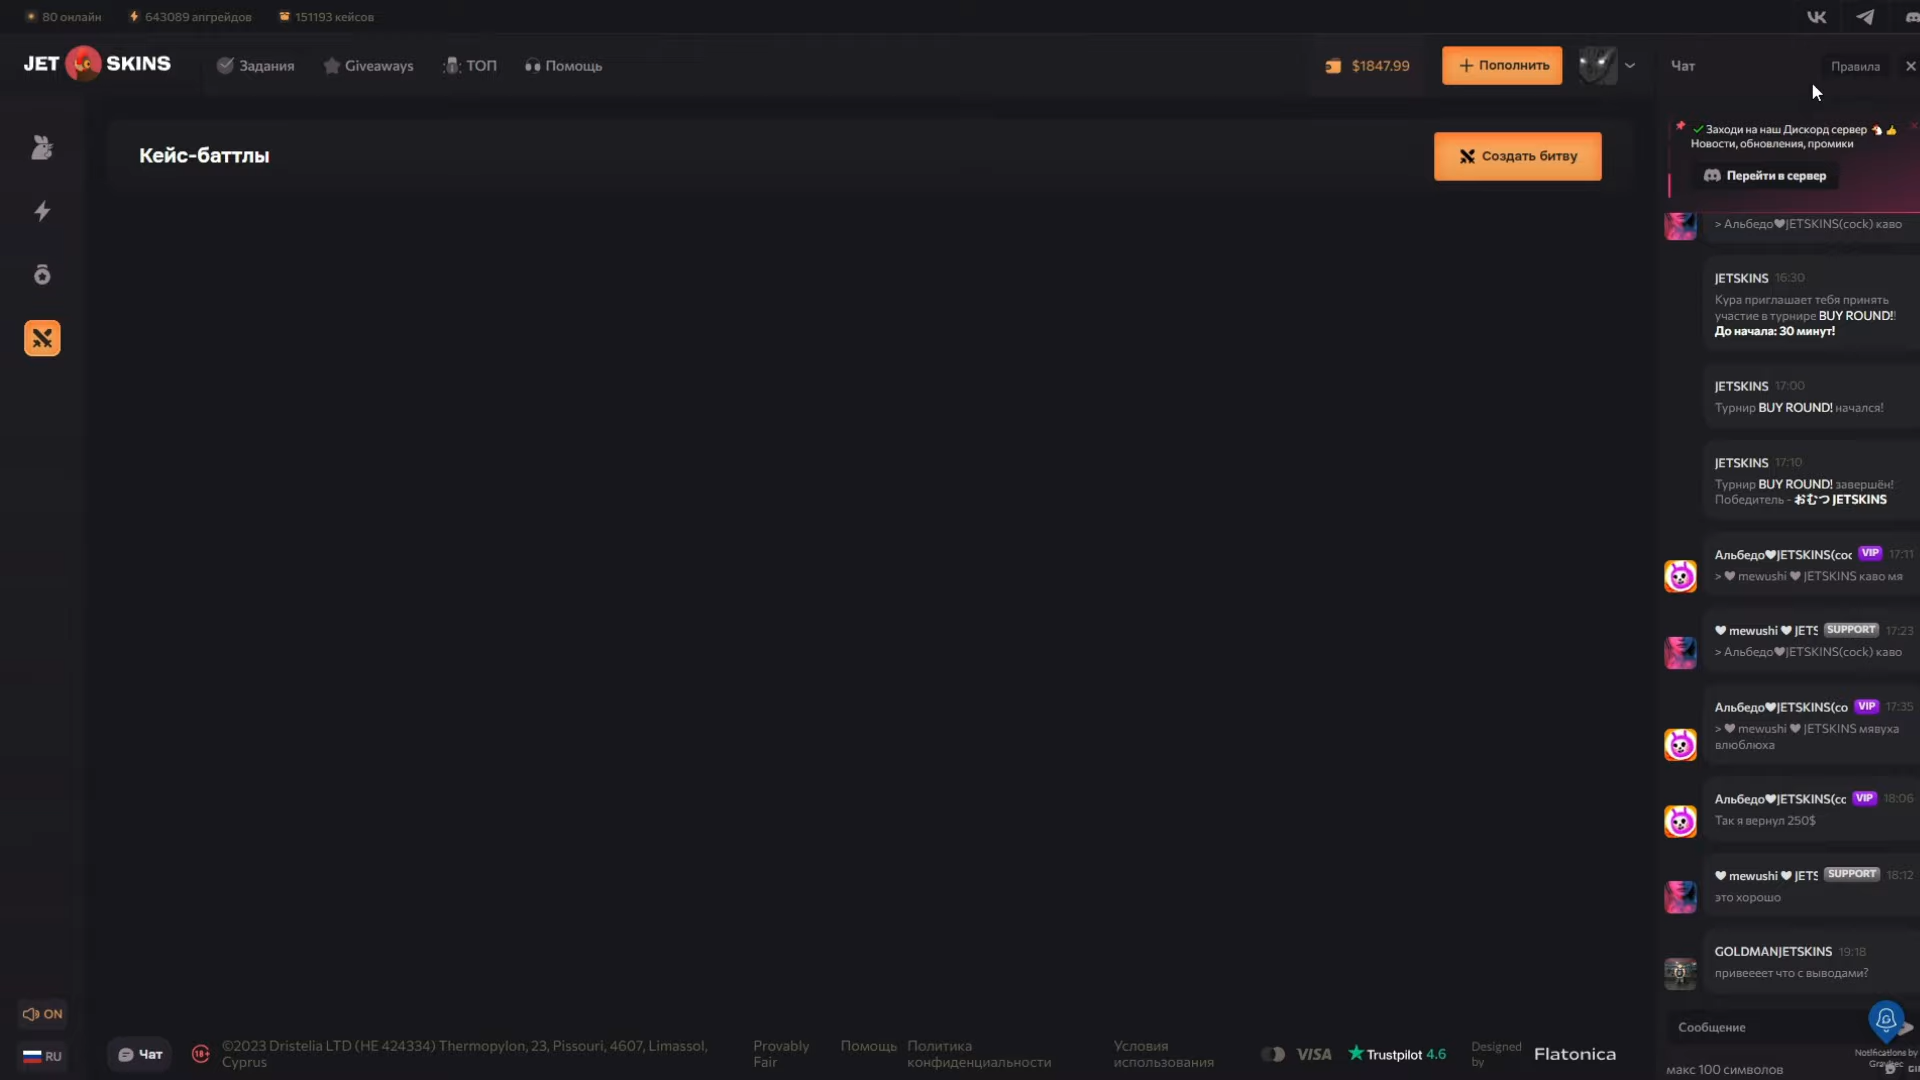 80 онлайн
643089 апгрейдов
151193 кейсов
JET SKINS
Задания
Giveaways
ТОП
Помощь
$1847.99
Пополнить
Чат
Правила
Кейс-баттлы
Создать битву
Заходи на наш Дискорд сервер
Новости, обновления, промики
Перейти в сервер
> Альбедо♥JETSKINS(cock) каво
JETSKINS 16:30
Кура приглашает тебя принять
участие в турнире BUY ROUND!!
До начала: 30 минут!
JETSKINS 17:00
Турнир BUY ROUND! начался!
JETSKINS 17:10
Турнир BUY ROUND! завершён!
Победитель - おむつ JETSKINS
Альбедо♥JETSKINS(coc VIP 17:11
> ♥ mewushi ♥ JETSKINS каво мя
♥ mewushi ♥ JETS SUPPORT 17:23
> Альбедо♥JETSKINS(cock) каво
Альбедо♥JETSKINS(co VIP 17:35
> ♥ mewushi ♥ JETSKINS мявуха
влюблюха
Альбедо♥JETSKINS(cc VIP 18:06
Так я вернул 250$
♥ mewushi ♥ JETS SUPPORT 18:12
это хорошо
GOLDMANJETSKINS 19:18
привеееет что с выводами?
Сообщение
Notifications by
Gravitec
макс 100 символов
ON
RU
Чат
18+
©2023 Dristelia LTD (HE 424334) Thermopylon, 23, Pissouri, 4607, Limassol,
Cyprus
Provably
Fair
Помощь
Политика
конфиденциальности
Условия
использования
VISA
Trustpilot 4.6
Designed
by
Flatonica